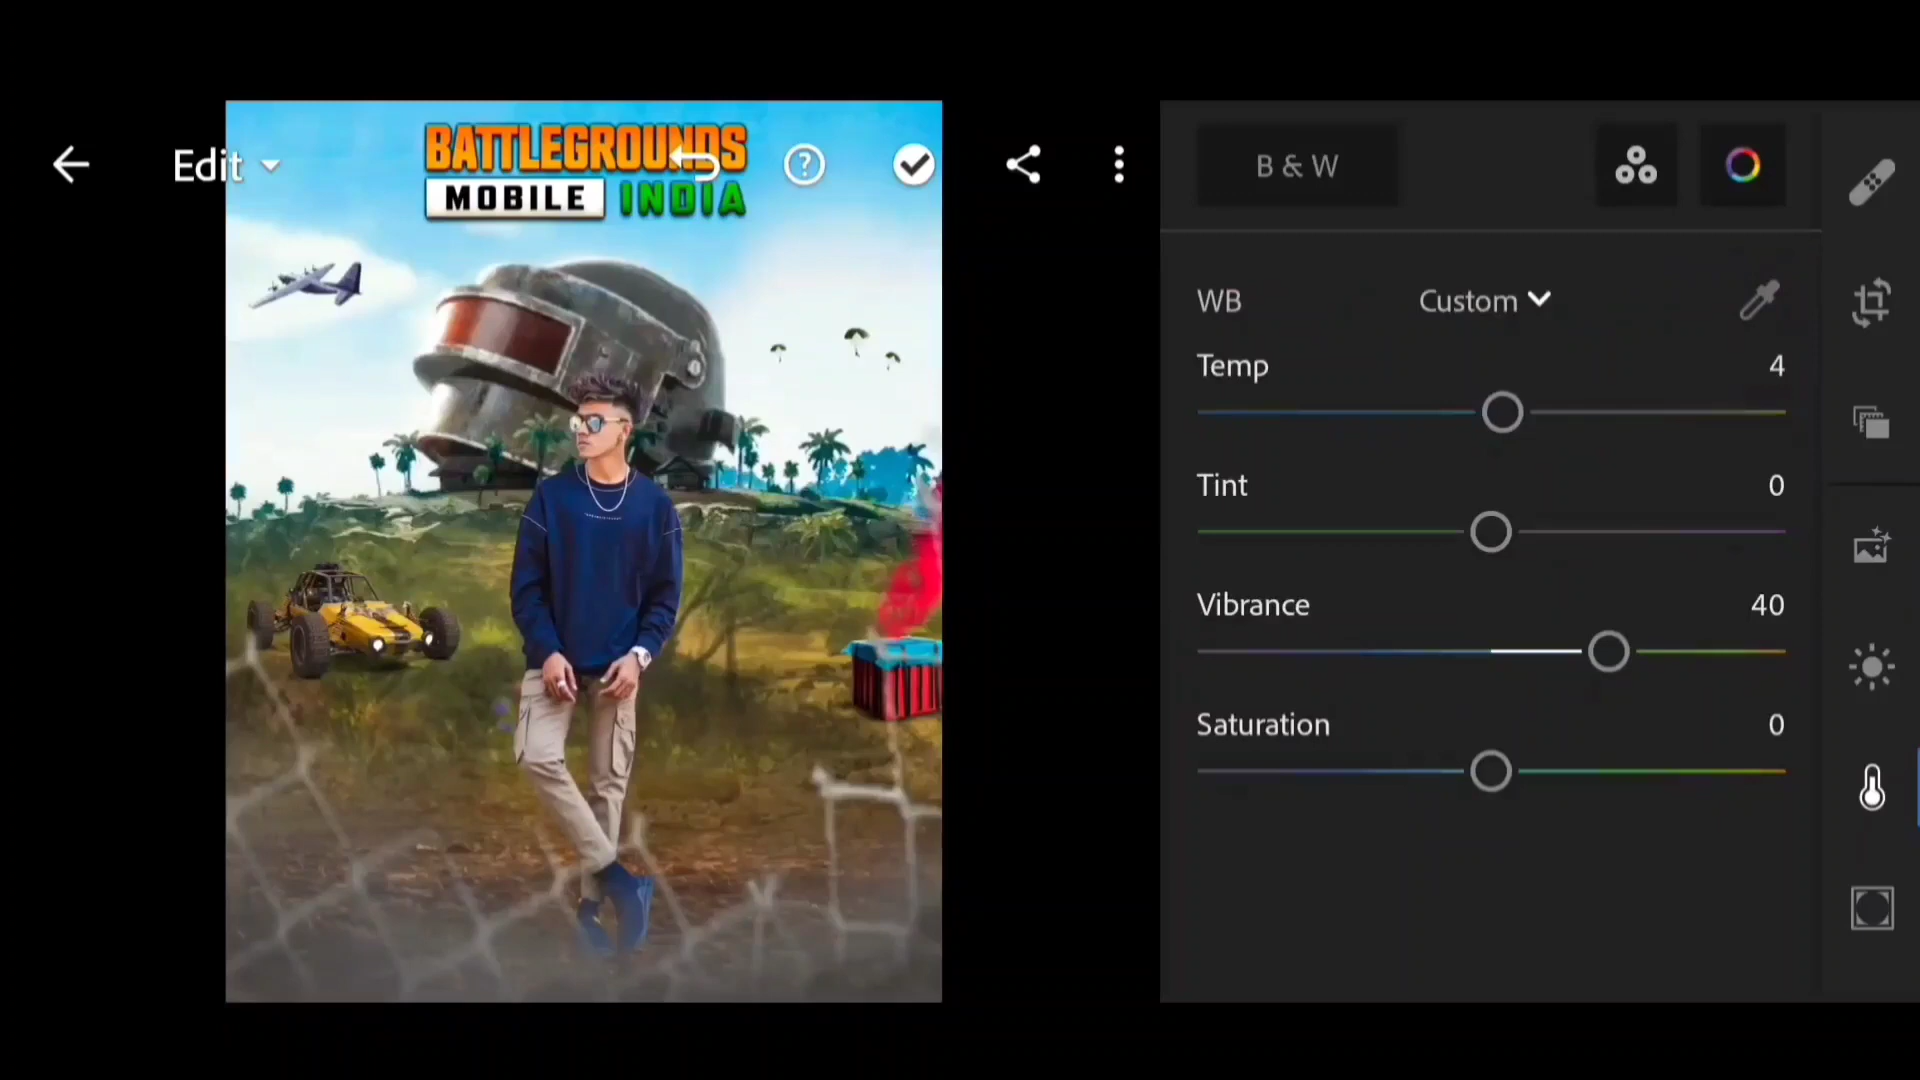 Edit
BATTLEGROUNDS
MOBILE INDIA
B & W
WB Custom
Temp 4
Tint 0
Vibrance 40
Saturation 0